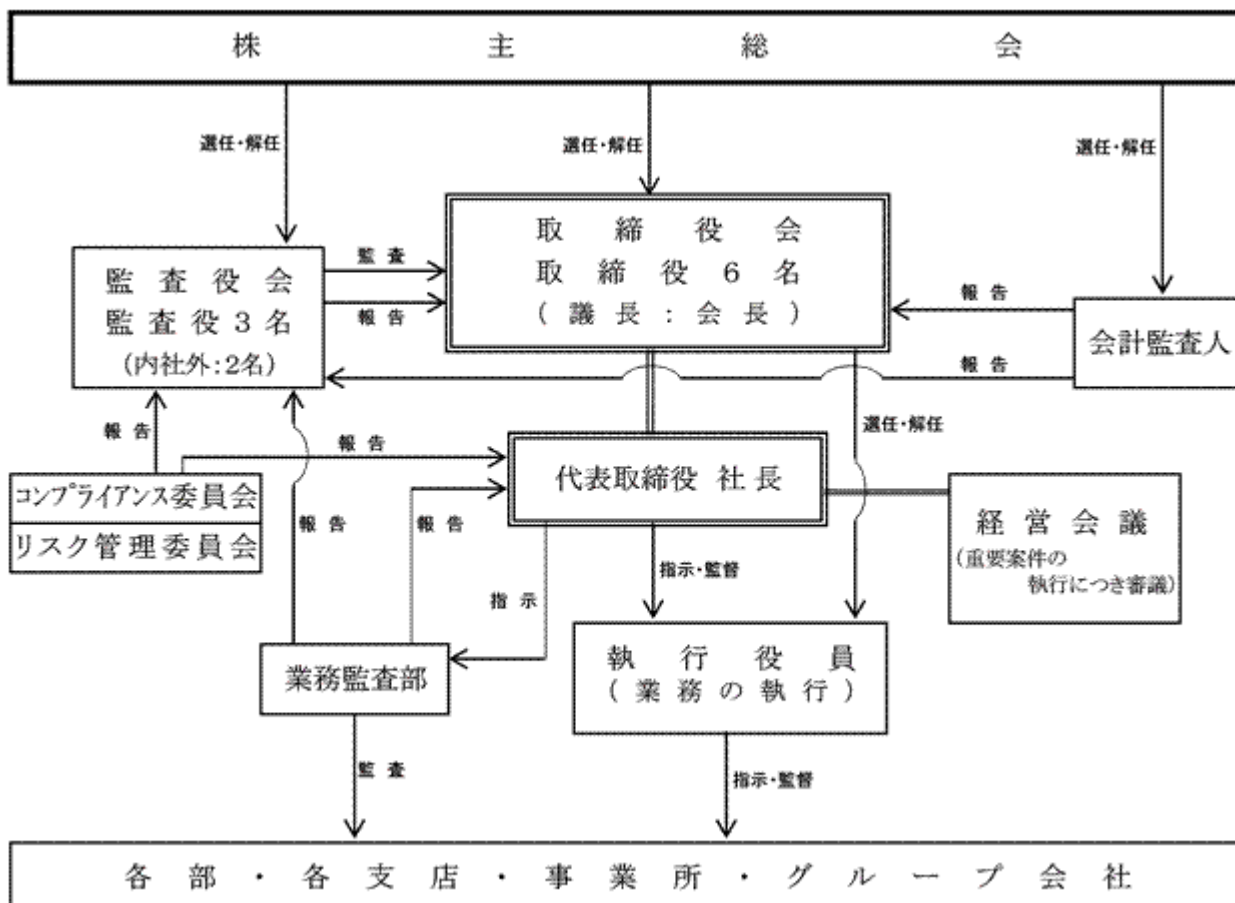 株主総会
選任・解任
選任・解任
選任・解任
取締役会
取締役6名
(議長:会長)
監査役会
監査役3名
(内社外:2名)
監査
報告
報告
会計監査人
報告
選任・解任
報告
報告
代表取締役 社長
コンプライアンス委員会
リスク管理委員会
報告
報告
経営会議
(重要案件の
執行につき審議)
指示・監督
指示
業務監査部
執行役員
(業務の執行)
監査
指示・監督
各部・各支店・事業所・グループ会社